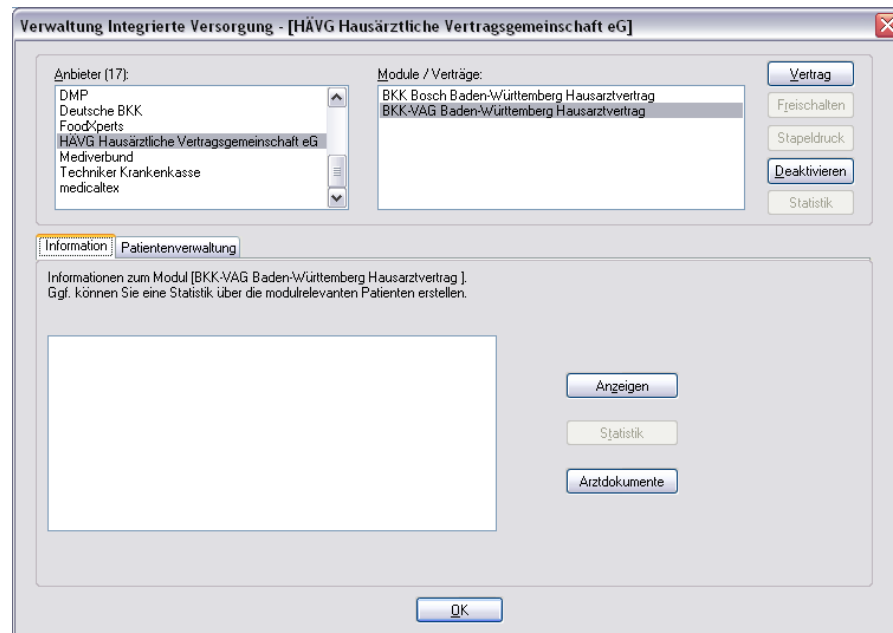 Verwaltung Integrierte Versorgung - [HÄVG Hausärztliche Vertragsgemeinschaft eG]
Anbieter (17):
DMP
Deutsche BKK
FoodXperts
HÄVG Hausärztliche Vertragsgemeinschaft eG
Mediverbund
Techniker Krankenkasse
medicaltex
Module / Verträge:
BKK Bosch Baden-Württemberg Hausarztvertrag
BKK-VAG Baden-Württemberg Hausarztvertrag
Vertrag
Freischalten
Stapeldruck
Deaktivieren
Statistik
Information
Patientenverwaltung
Informationen zum Modul [BKK-VAG Baden-Württemberg Hausarztvertrag ].
Ggf. können Sie eine Statistik über die modulrelevanten Patienten erstellen.
Anzeigen
Statistik
Arztdokumente
OK